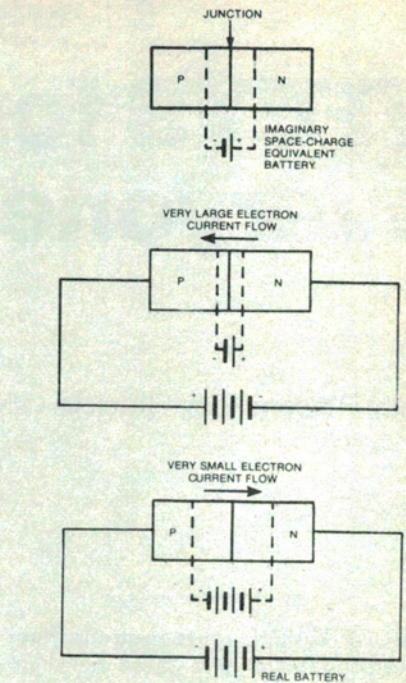 JUNCTION
P N
IMAGINARY
SPACE-CHARGE
EQUIVALENT
BATTERY.
VERY LARGE ELECTRON
CURRENT FLOW
P N
VERY SMALL ELECTRON
CURRENT FLOW
P N
REAL BATTERY